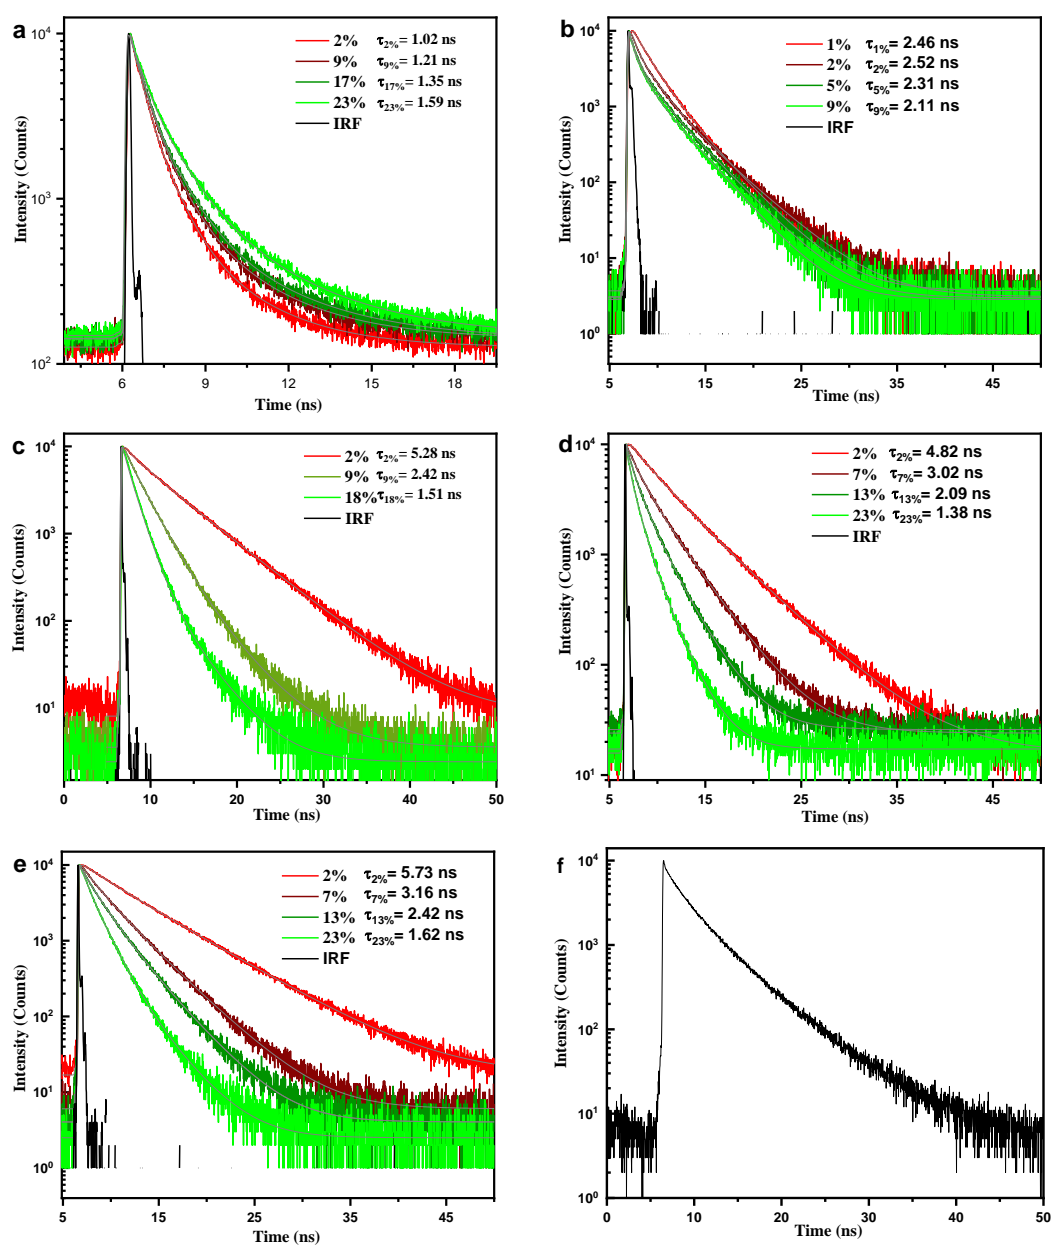 a
10⁴
10³
10²
Intensity (Counts)
2% τ2%= 1.02 ns
9% τ9%= 1.21 ns
17% τ17%= 1.35 ns
23% τ23%= 1.59 ns
IRF
6 9 12 15 18
Time (ns)
b
10⁴
10³
10²
10¹
10⁰
Intensity (Counts)
1% τ1%= 2.46 ns
2% τ2%= 2.52 ns
5% τ5%= 2.31 ns
9% τ9%= 2.11 ns
IRF
5 15 25 35 45
Time (ns)
c
10⁴
10³
10²
10¹
Intensity (Counts)
2% τ2%= 5.28 ns
9% τ9%= 2.42 ns
18% τ18%= 1.51 ns
IRF
0 10 20 30 40 50
Time (ns)
d
10⁴
10³
10²
10¹
Intensity (Counts)
2% τ2%= 4.82 ns
7% τ7%= 3.02 ns
13% τ13%= 2.09 ns
23% τ23%= 1.38 ns
IRF
5 15 25 35 45
Time (ns)
e
10⁴
10³
10²
10¹
10⁰
Intensity (Counts)
2% τ2%= 5.73 ns
7% τ7%= 3.16 ns
13% τ13%= 2.42 ns
23% τ23%= 1.62 ns
IRF
5 15 25 35 45
Time (ns)
f
10⁴
10³
10²
10¹
10⁰
Intensity (Counts)
0 10 20 30 40 50
Time (ns)